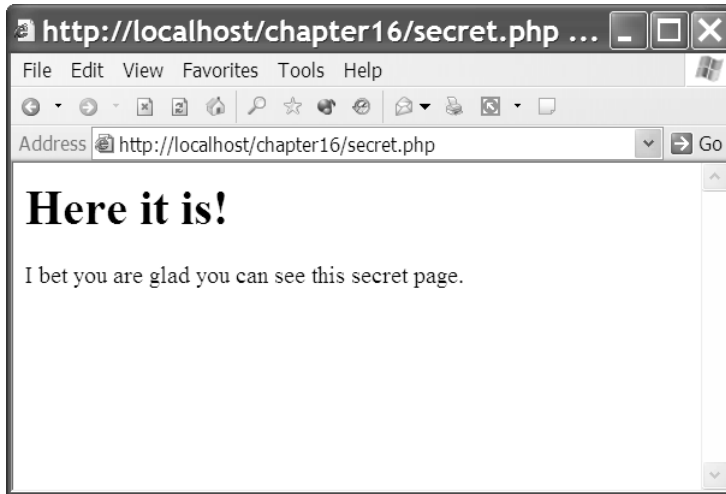 http://localhost/chapter16/secret.php ...
File Edit View Favorites Tools Help
Address http://localhost/chapter16/secret.php Go
Here it is!
I bet you are glad you can see this secret page.